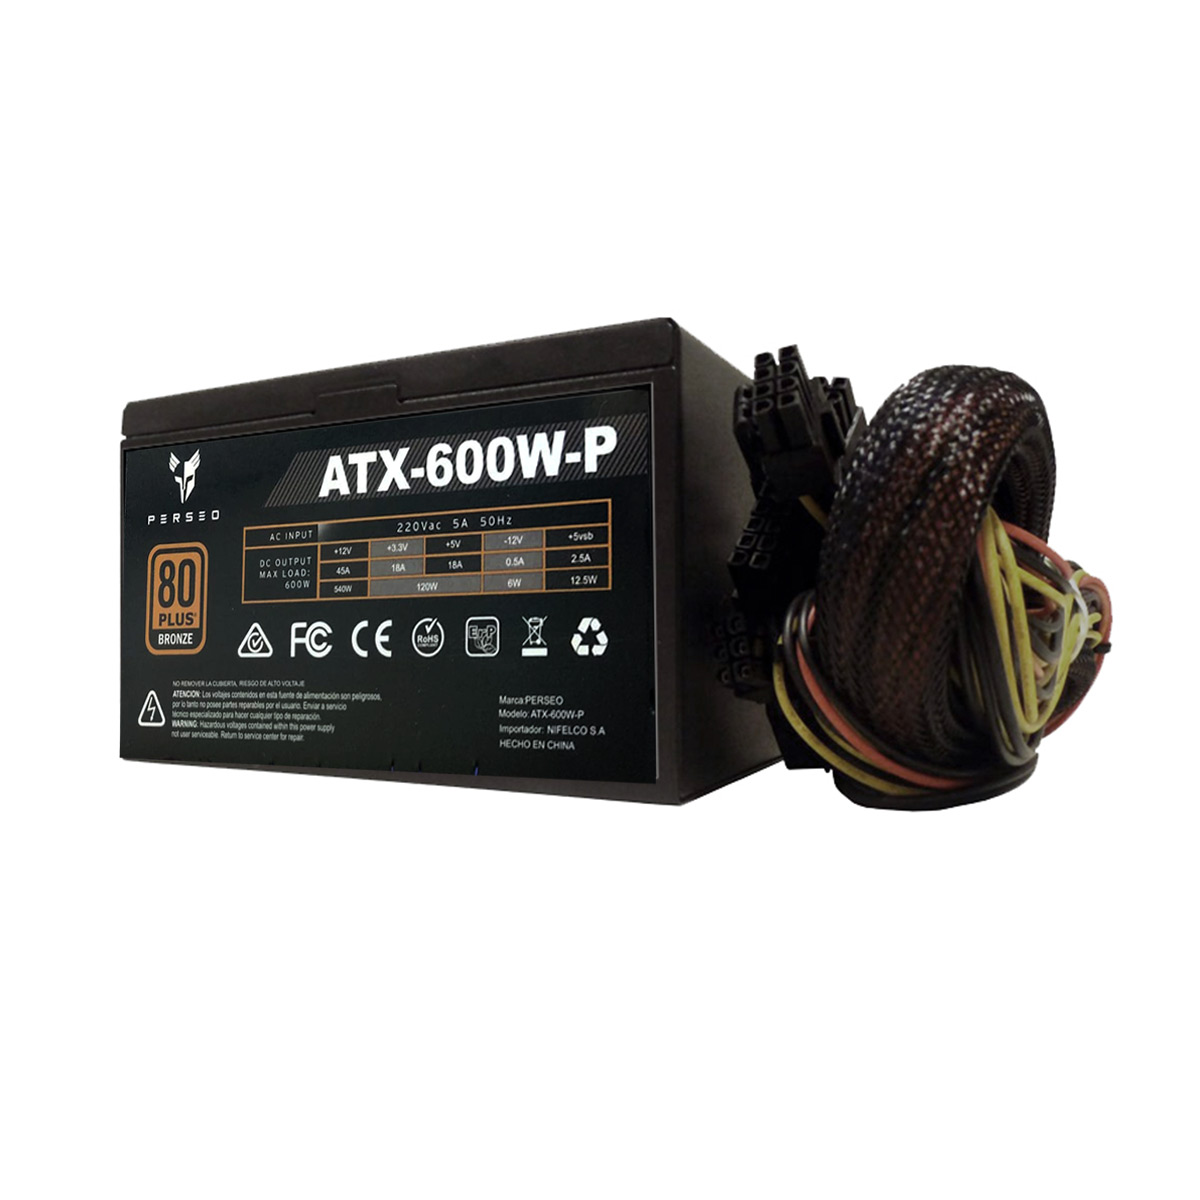 PERSEO
ATX-600W-P
AC INPUT 220Vac 5A 50Hz
DC OUTPUT MAX LOAD: 600W
+12V +3.3V +5V -12V +5vsb
45A 18A 18A 0.5A 2.5A
540W 120W 6W 12.5W
80
PLUS
BRONZE
FC CE RoHS ErP
NO REMOVER LA CUBIERTA, RIESGO DE ALTO VOLTAJE
ATENCION: Los voltajes contenidos en esta fuente de alimentación son peligrosos,
por lo tanto no posee partes reparables por el usuario. Enviar a servicio
técnico especializado para hacer cualquier tipo de reparación.
WARNING: Hazardous voltages contained within this power supply
not user serviceable. Return to service center for repair.
Marca:PERSEO
Modelo: ATX-600W-P
Importador: NIFELCO S A
HECHO EN CHINA